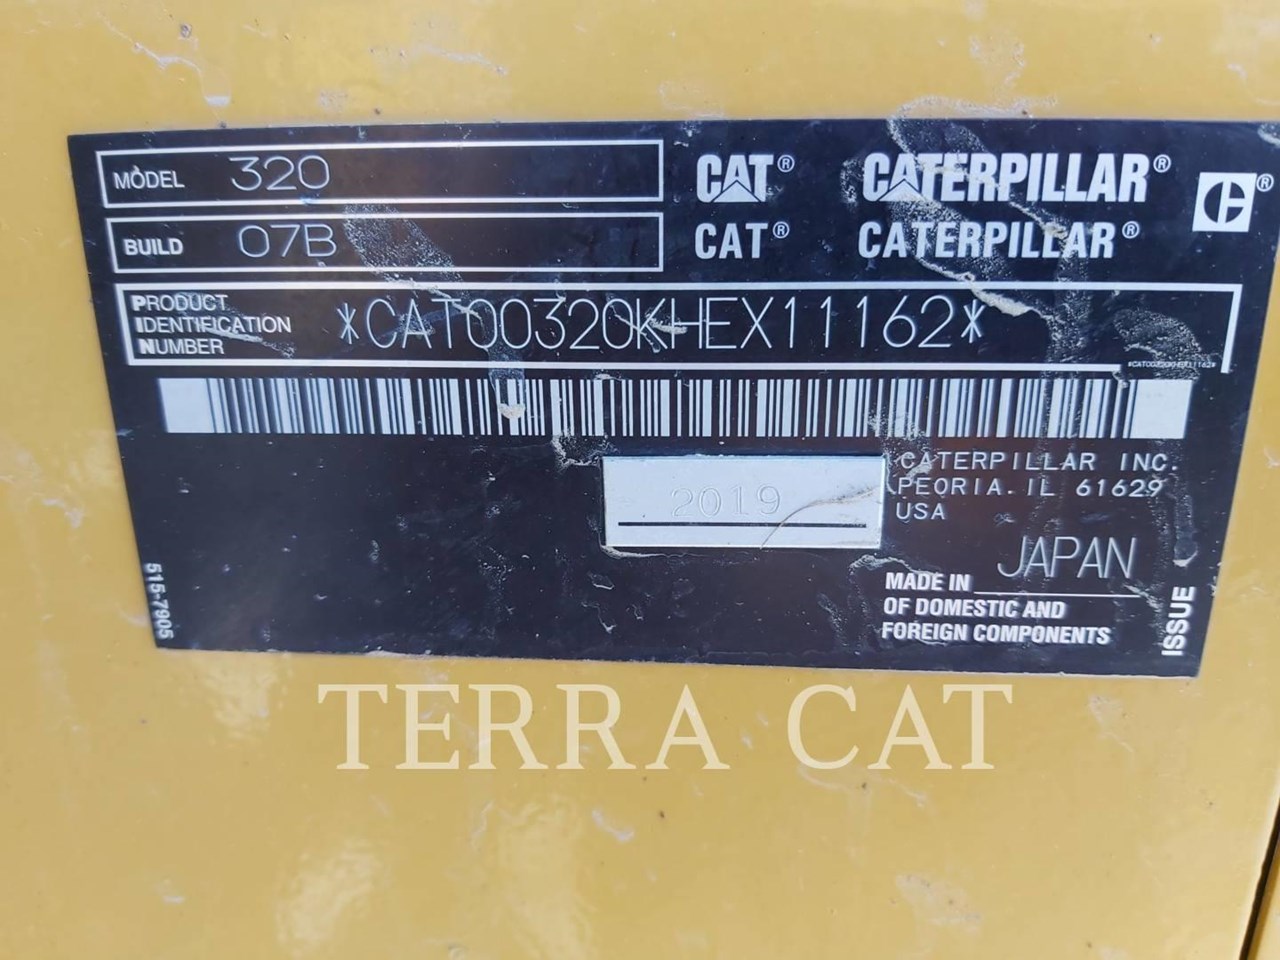 MODEL 320
CAT® CATERPILLAR®
BUILD 07B
CAT® CATERPILLAR®
PRODUCT IDENTIFICATION NUMBER
*CAT00320KHEX11162*
*CAT00320KHEX11162*
2019
CATERPILLAR INC.
PEORIA. IL 61629
USA
MADE IN JAPAN
OF DOMESTIC AND
FOREIGN COMPONENTS
ISSUE
515-7905
TERRA CAT